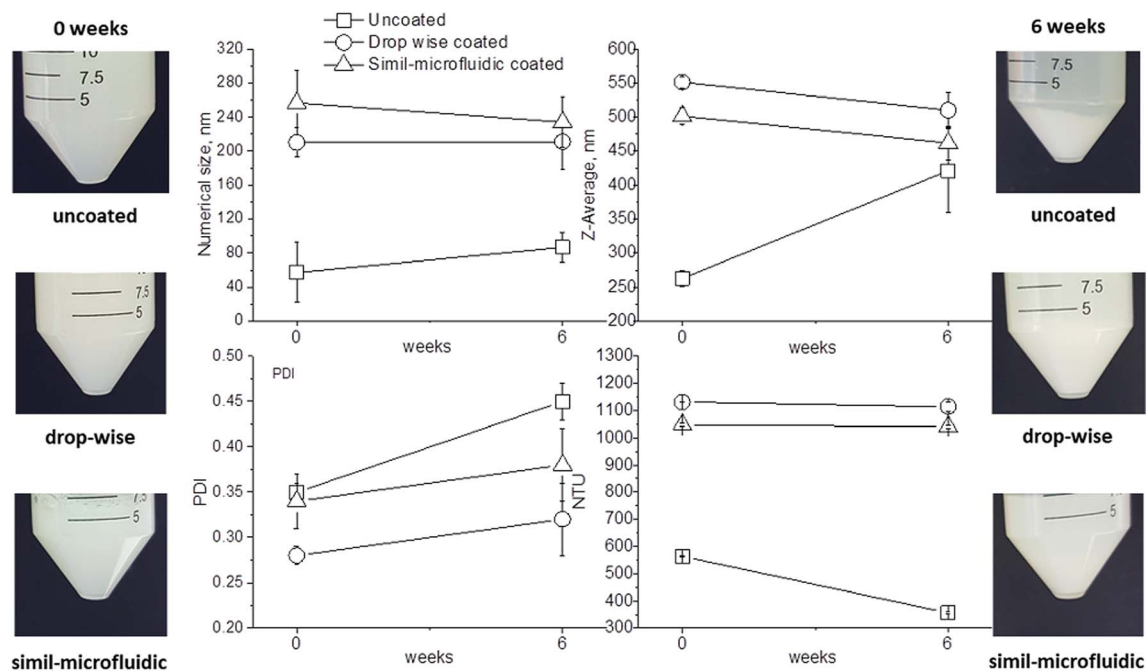 0 weeks
10
7.5
5
uncoated
7.5
5
drop-wise
7.5
5
simil-microfluidic
Uncoated
Drop wise coated
Simil-microfluidic coated
Numerical size, nm
320
280
240
200
160
120
80
40
0
0
6
weeks
Z-Average, nm
600
550
500
450
400
350
300
250
200
0
6
weeks
PDI
PDI
0.50
0.45
0.40
0.35
0.30
0.25
0.20
0
6
weeks
NTU
1300
1200
1100
1000
900
800
700
600
500
400
300
0
6
weeks
6 weeks
7.5
5
uncoated
7.5
5
drop-wise
7.5
5
simil-microfluidic